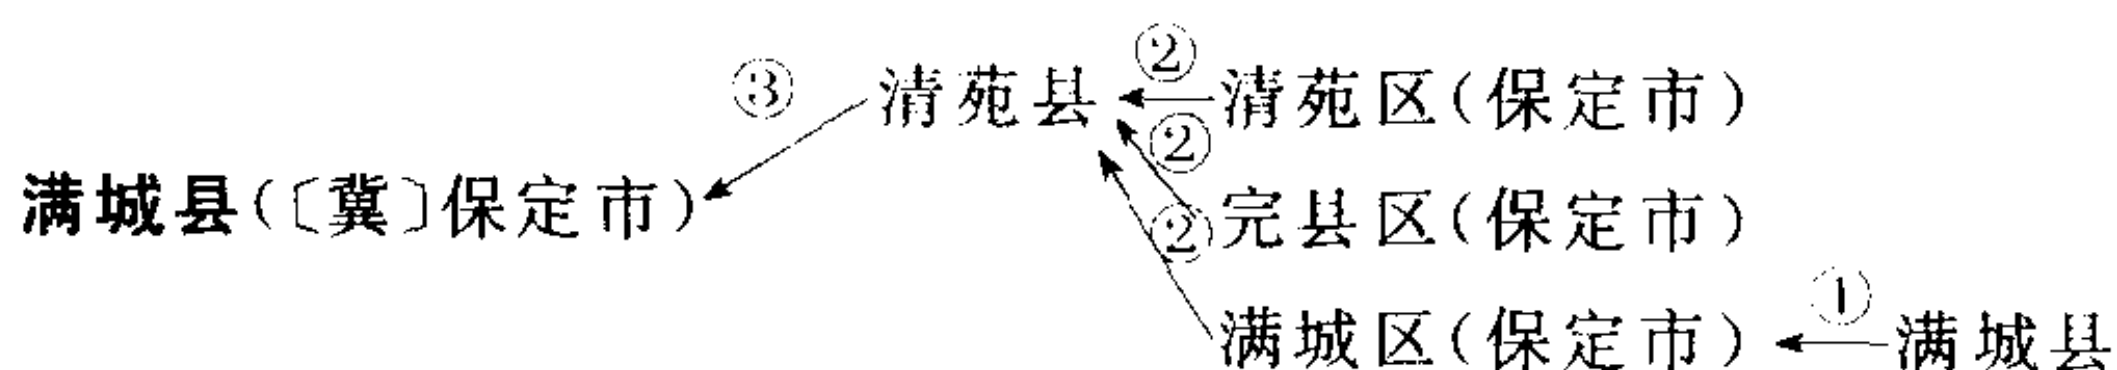 ③ 清苑县 ② 清苑区(保定市)
满城县(〔冀〕保定市) ② 完县区(保定市)
② 满城区(保定市) ① 满城县